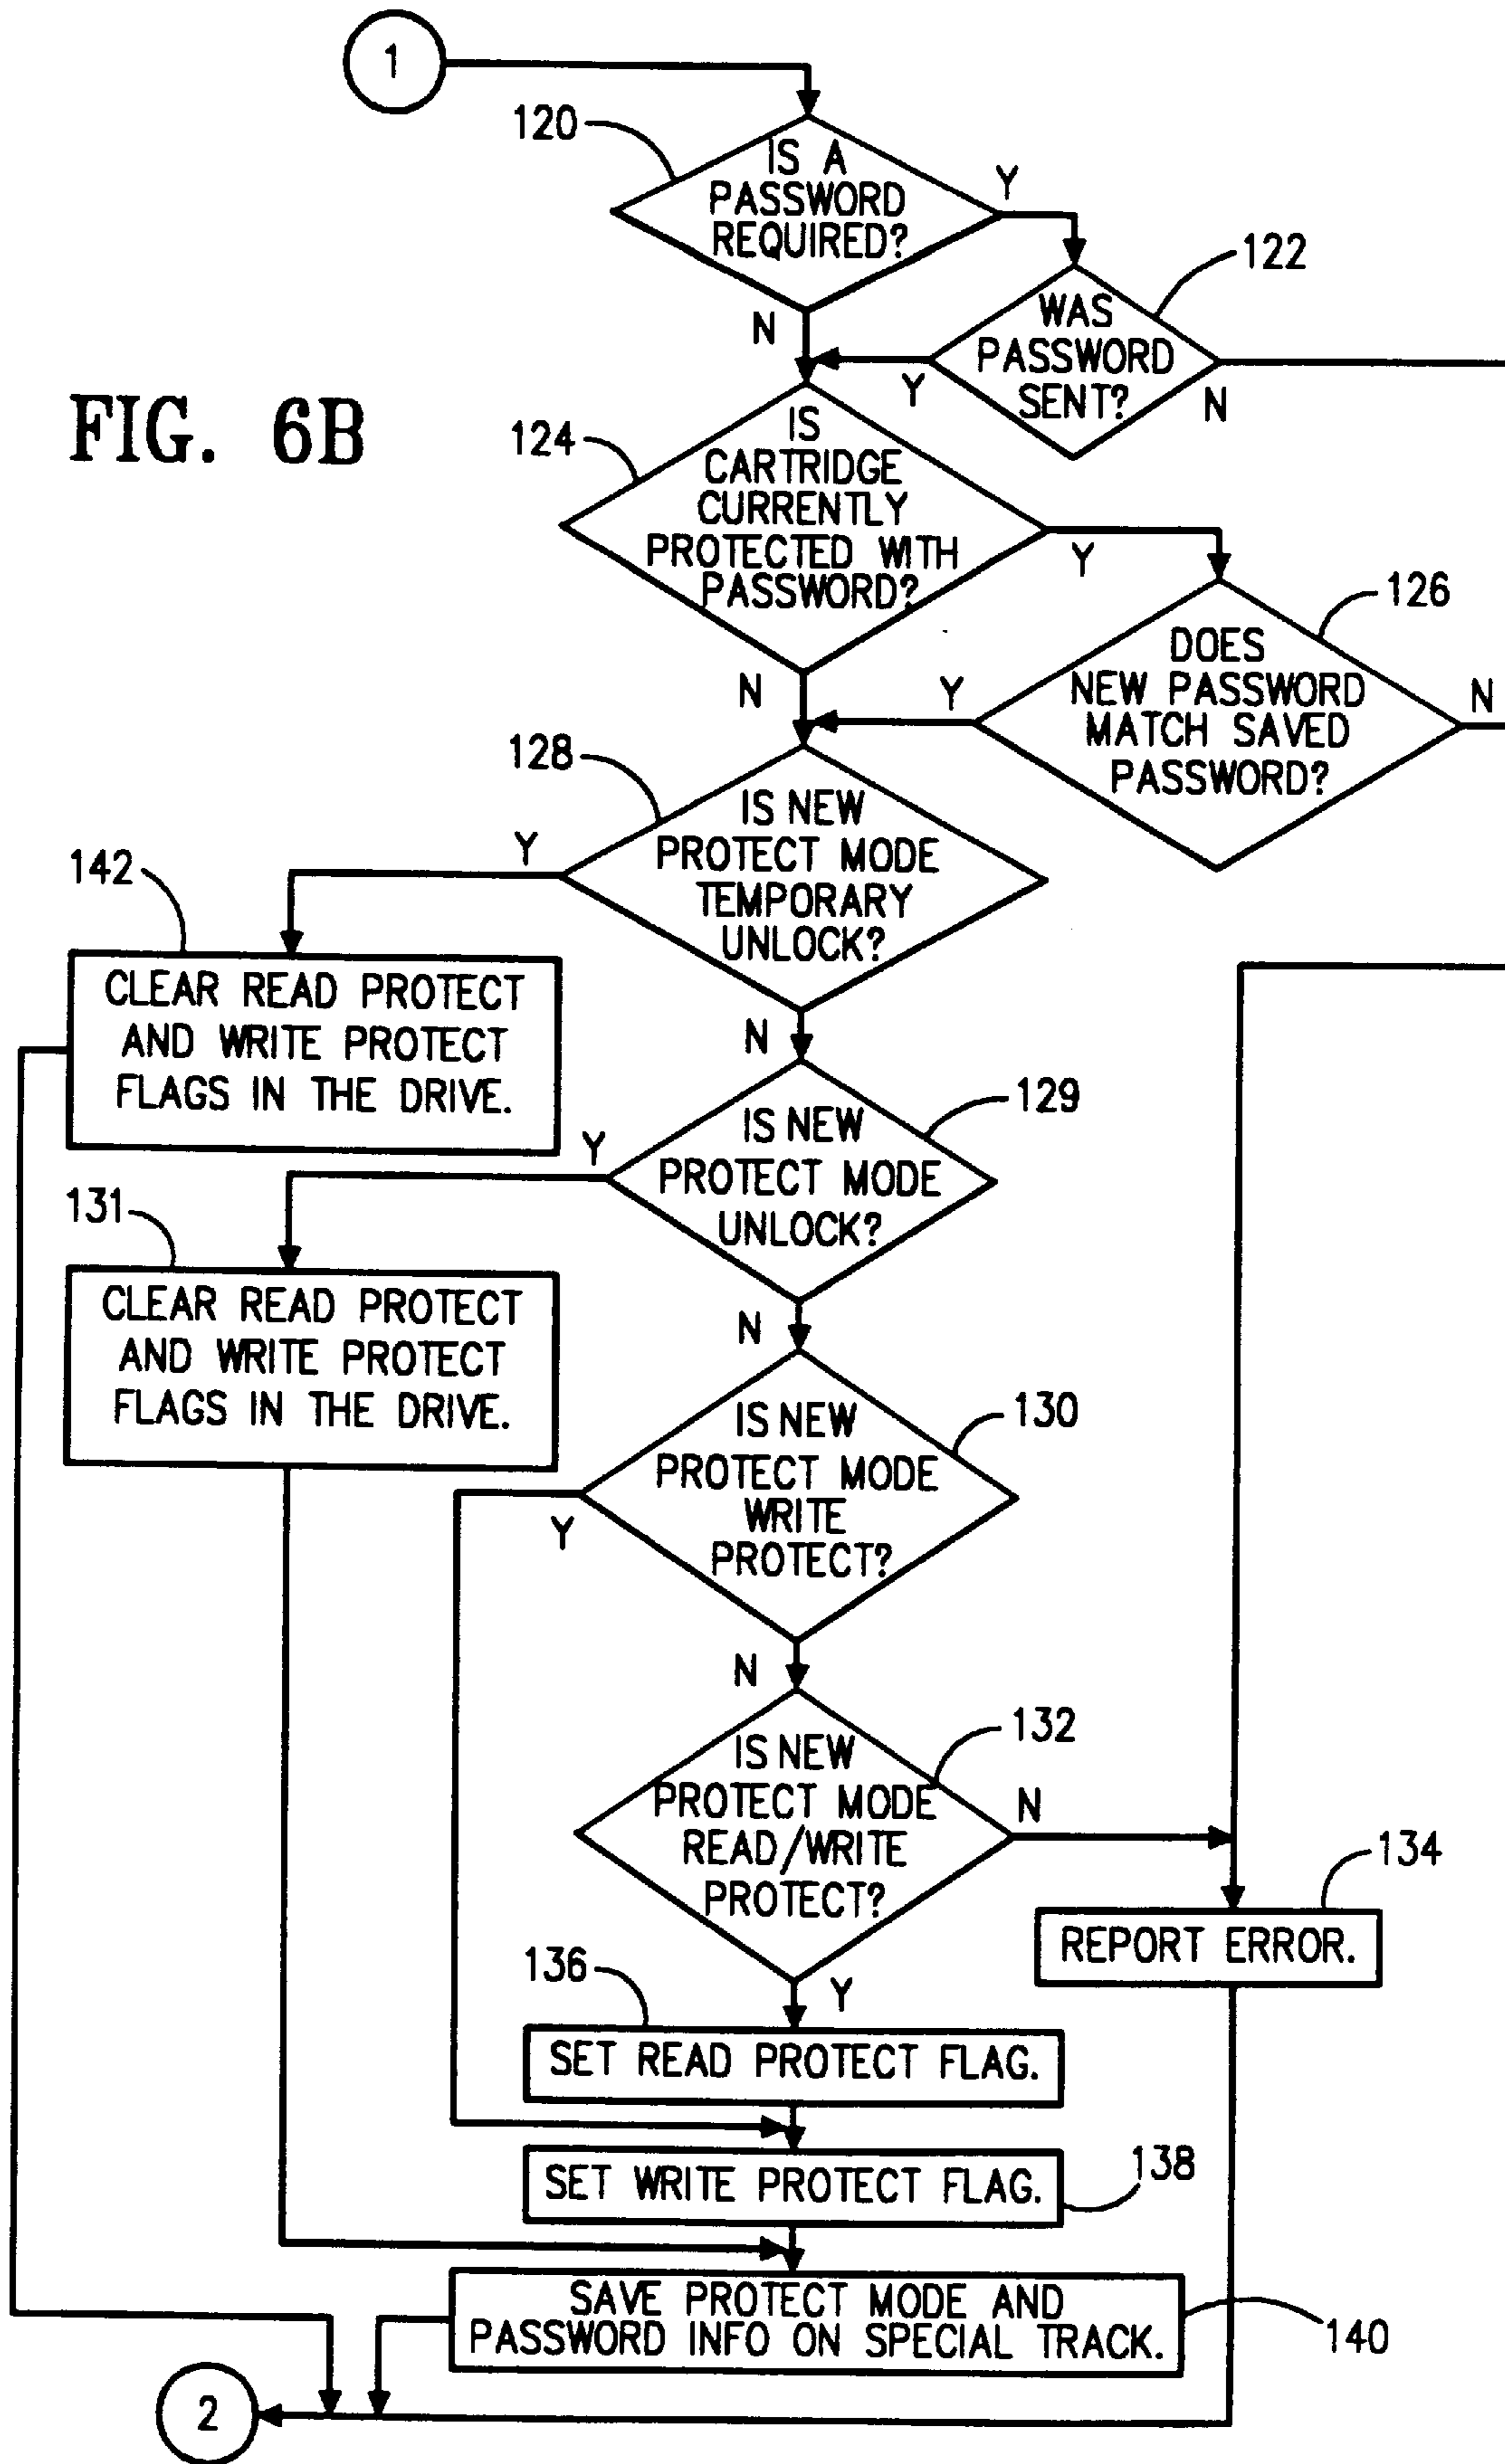 1
120
IS A
PASSWORD
REQUIRED?
Y
122
WAS
PASSWORD
SENT?
N
Y
N
FIG. 6B
124
IS
CARTRIDGE
CURRENTLY
PROTECTED WITH
PASSWORD?
Y
126
DOES
NEW PASSWORD
MATCH SAVED
PASSWORD?
N
Y
N
128
IS NEW
PROTECT MODE
TEMPORARY
UNLOCK?
Y
142
CLEAR READ PROTECT
AND WRITE PROTECT
FLAGS IN THE DRIVE.
N
129
IS NEW
PROTECT MODE
UNLOCK?
Y
131
CLEAR READ PROTECT
AND WRITE PROTECT
FLAGS IN THE DRIVE.
N
130
IS NEW
PROTECT MODE
WRITE
PROTECT?
Y
N
132
IS NEW
PROTECT MODE
READ/WRITE
PROTECT?
N
134
REPORT ERROR.
136
Y
SET READ PROTECT FLAG.
SET WRITE PROTECT FLAG.
138
SAVE PROTECT MODE AND
PASSWORD INFO ON SPECIAL TRACK.
140
2